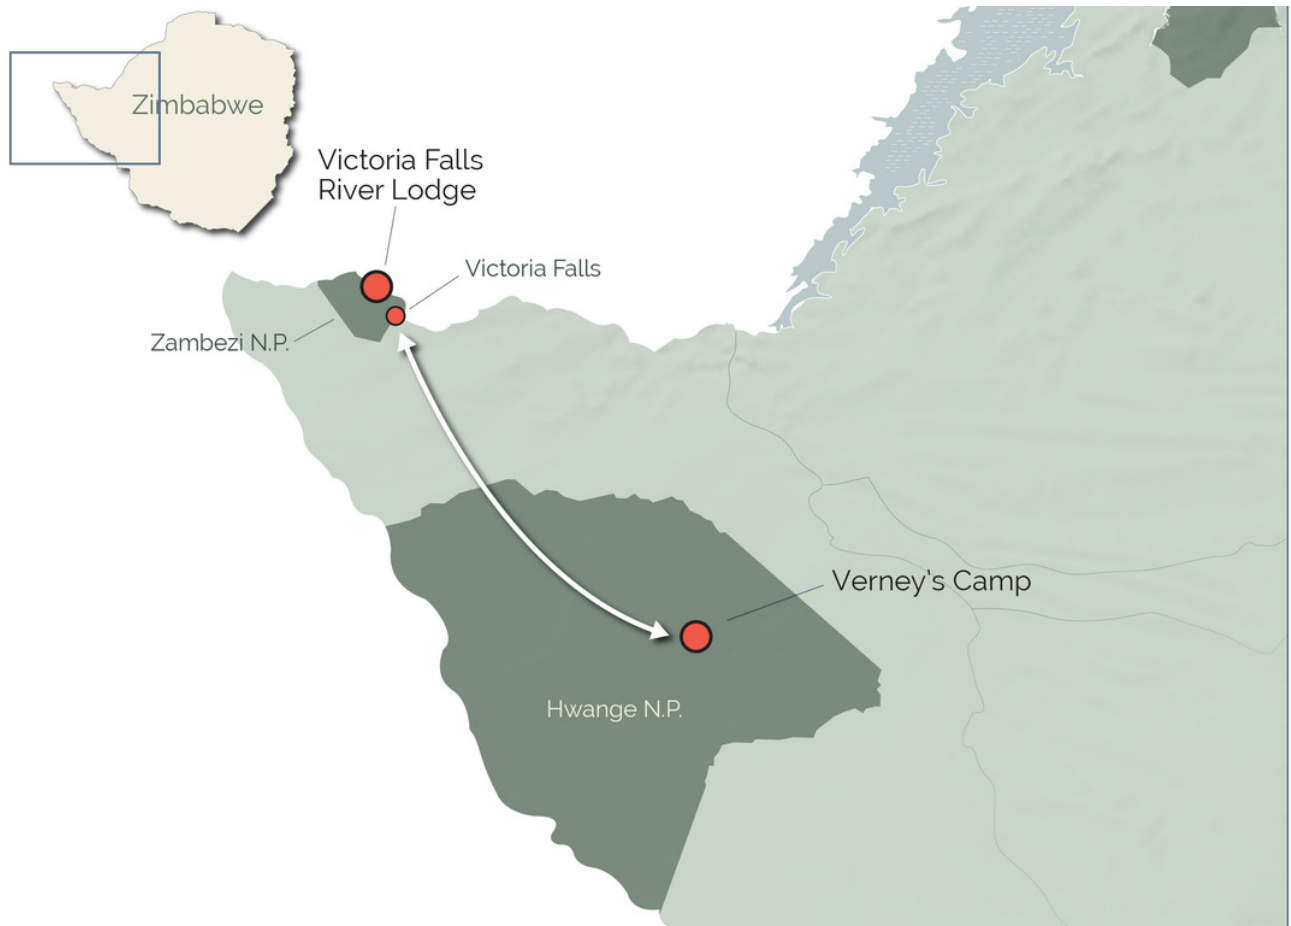 Zimbabwe
Victoria Falls
River Lodge
Victoria Falls
Zambezi N.P.
Verney's Camp
Hwange N.P.